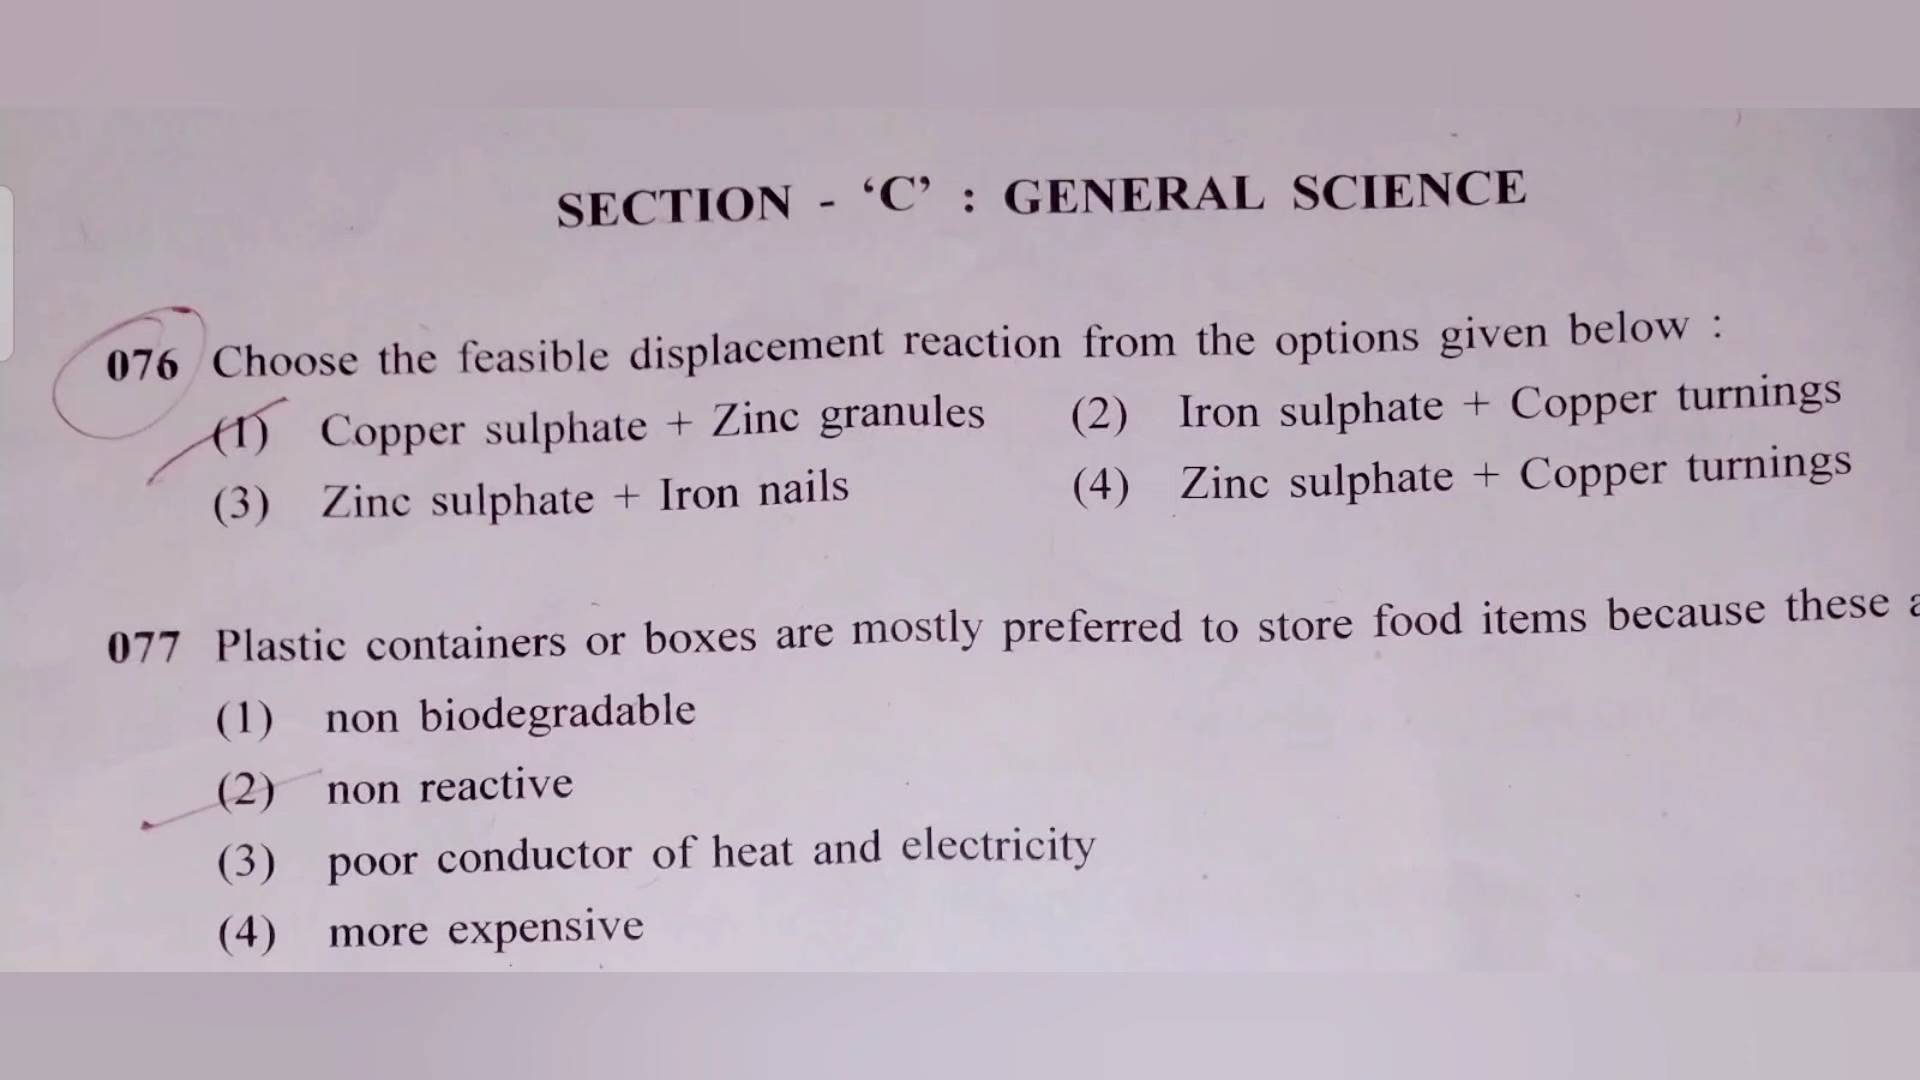 SECTION - ‘C’ : GENERAL SCIENCE
076 Choose the feasible displacement reaction from the options given below :
(1) Copper sulphate + Zinc granules (2) Iron sulphate + Copper turnings
(3) Zinc sulphate + Iron nails (4) Zinc sulphate + Copper turnings
077 Plastic containers or boxes are mostly preferred to store food items because these
(1) non biodegradable
(2) non reactive
(3) poor conductor of heat and electricity
(4) more expensive